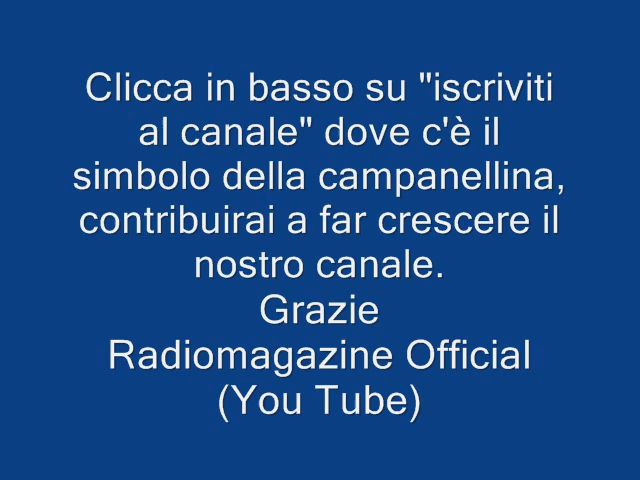 Clicca in basso su "iscriviti
al canale" dove c'è il
simbolo della campanellina,
contribuirai a far crescere il
nostro canale.
Grazie
Radiomagazine Official
(You Tube)